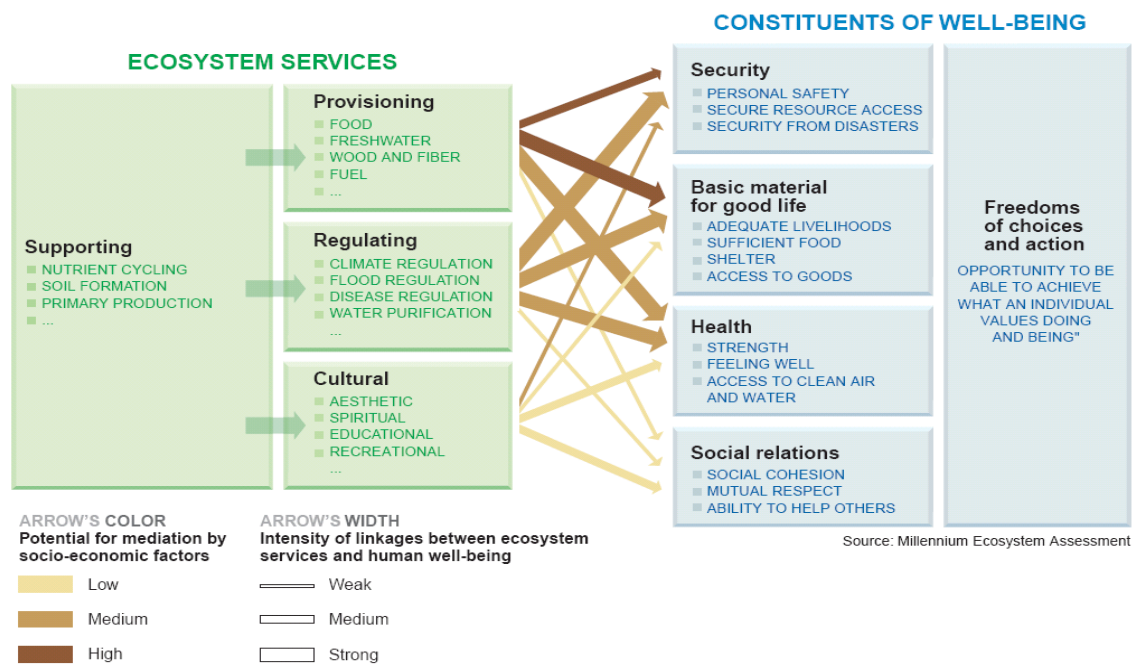 CONSTITUENTS OF WELL-BEING
ECOSYSTEM SERVICES
Supporting
NUTRIENT CYCLING
SOIL FORMATION
PRIMARY PRODUCTION
...
Provisioning
FOOD
FRESHWATER
WOOD AND FIBER
FUEL
...
Regulating
CLIMATE REGULATION
FLOOD REGULATION
DISEASE REGULATION
WATER PURIFICATION
...
Cultural
AESTHETIC
SPIRITUAL
EDUCATIONAL
RECREATIONAL
...
Security
PERSONAL SAFETY
SECURE RESOURCE ACCESS
SECURITY FROM DISASTERS
Basic material
for good life
ADEQUATE LIVELIHOODS
SUFFICIENT FOOD
SHELTER
ACCESS TO GOODS
Health
STRENGTH
FEELING WELL
ACCESS TO CLEAN AIR
AND WATER
Social relations
SOCIAL COHESION
MUTUAL RESPECT
ABILITY TO HELP OTHERS
Freedoms
of choices
and action
OPPORTUNITY TO BE
ABLE TO ACHIEVE
WHAT AN INDIVIDUAL
VALUES DOING
AND BEING"
Source: Millennium Ecosystem Assessment
ARROW'S COLOR
Potential for mediation by
socio-economic factors
Low
Medium
High
ARROW'S WIDTH
Intensity of linkages between ecosystem
services and human well-being
Weak
Medium
Strong